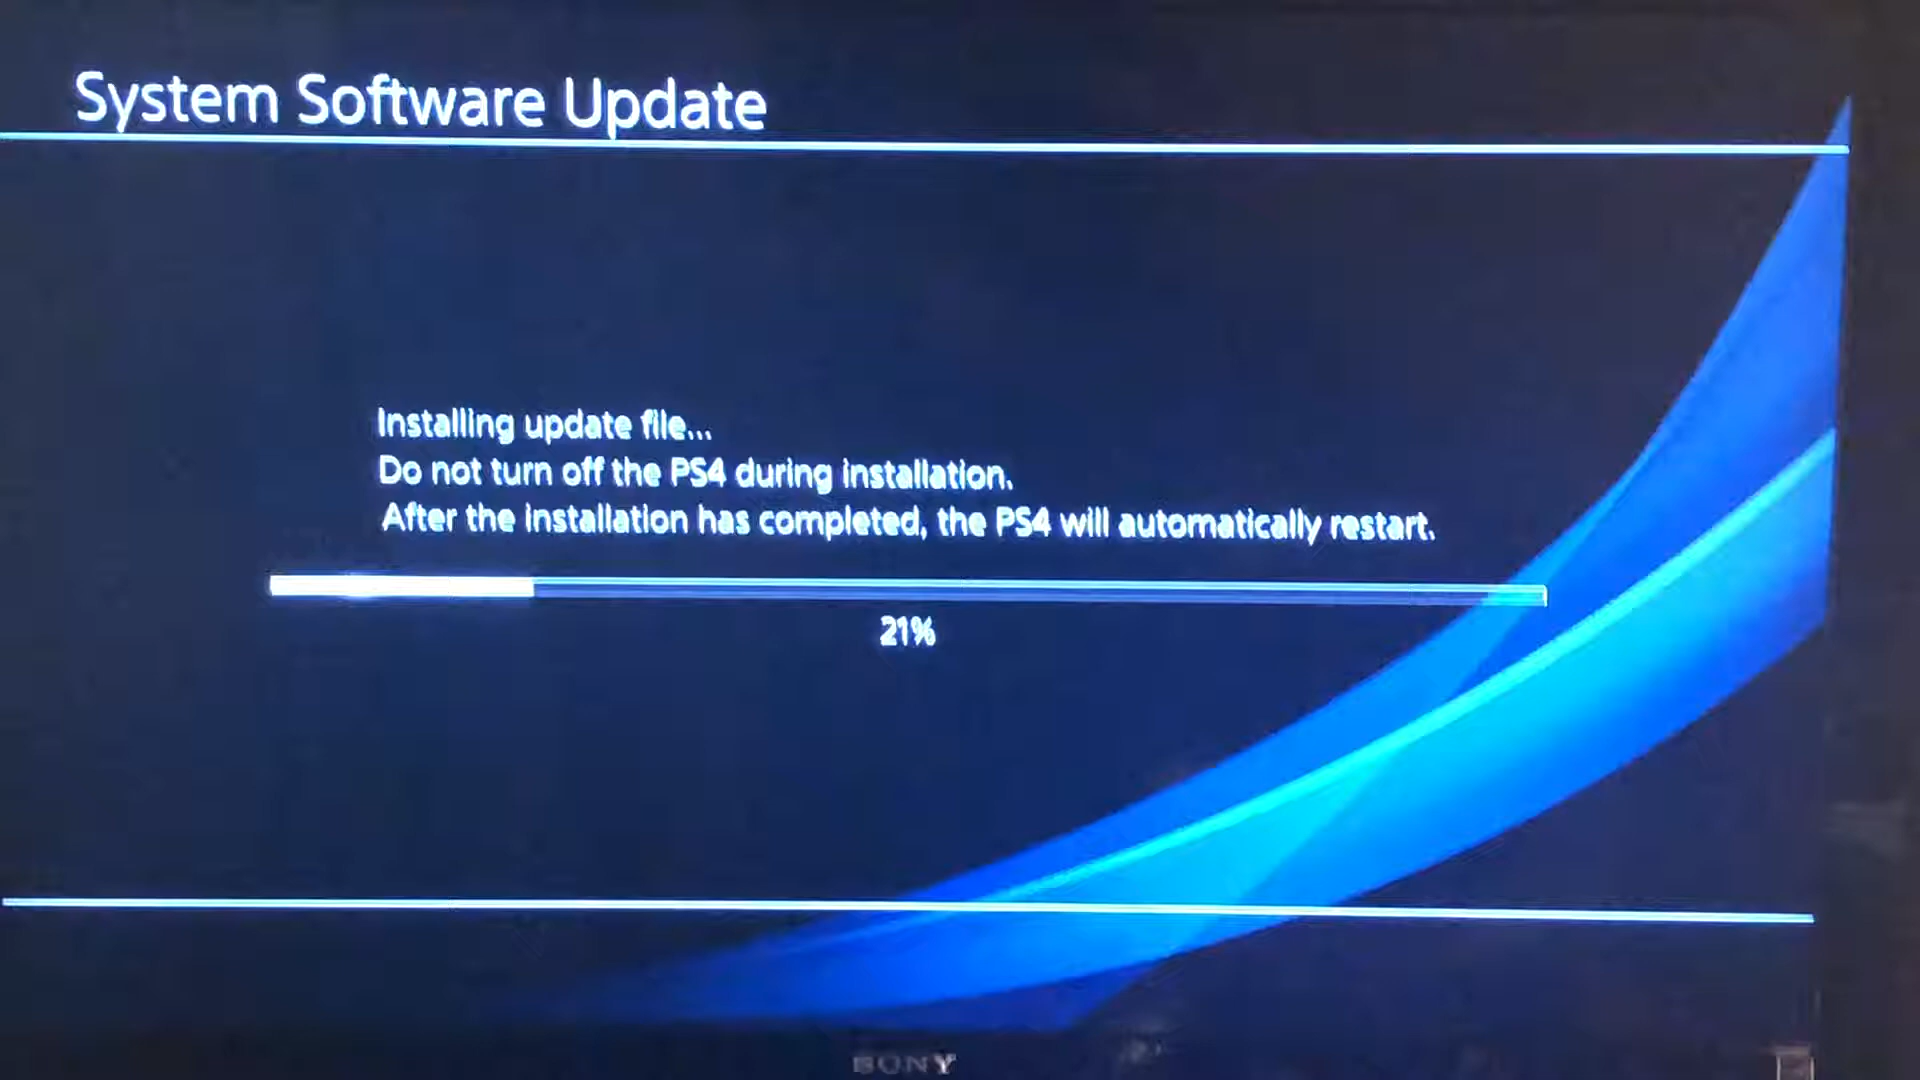 System Software Update
Installing update file...
Do not turn off the PS4 during installation.
After the installation has completed, the PS4 will automatically restart.
21%
SONY